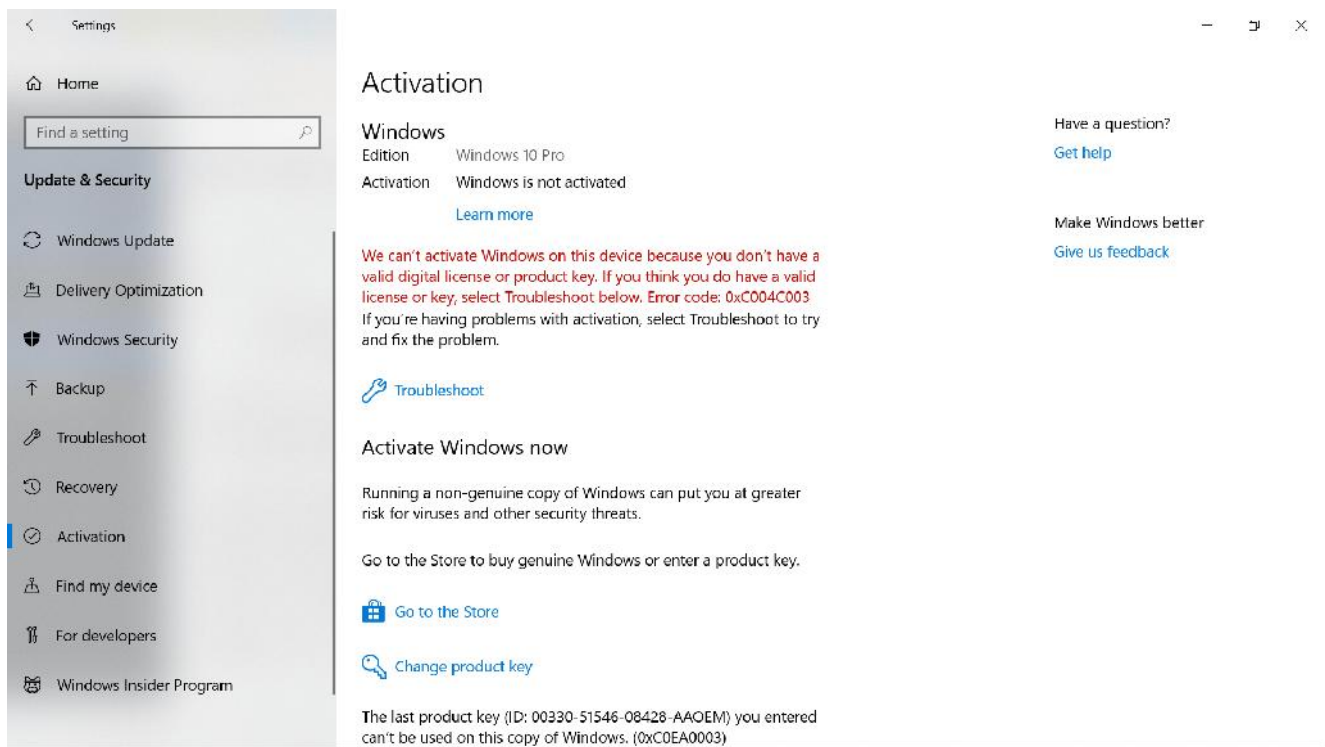 Settings
Home
Find a setting
Update & Security
Windows Update
Delivery Optimization
Windows Security
Backup
Troubleshoot
Recovery
Activation
Find my device
For developers
Windows Insider Program
Activation
Windows
Edition Windows 10 Pro
Activation Windows is not activated
Learn more
We can't activate Windows on this device because you don't have a
valid digital license or product key. If you think you do have a valid
license or key, select Troubleshoot below. Error code: 0xC004C003
If you're having problems with activation, select Troubleshoot to try
and fix the problem.
Troubleshoot
Activate Windows now
Running a non-genuine copy of Windows can put you at greater
risk for viruses and other security threats.
Go to the Store to buy genuine Windows or enter a product key.
Go to the Store
Change product key
The last product key (ID: 00330-51546-08428-AAOEM) you entered
can't be used on this copy of Windows. (0xC0EA0003)
Have a question?
Get help
Make Windows better
Give us feedback